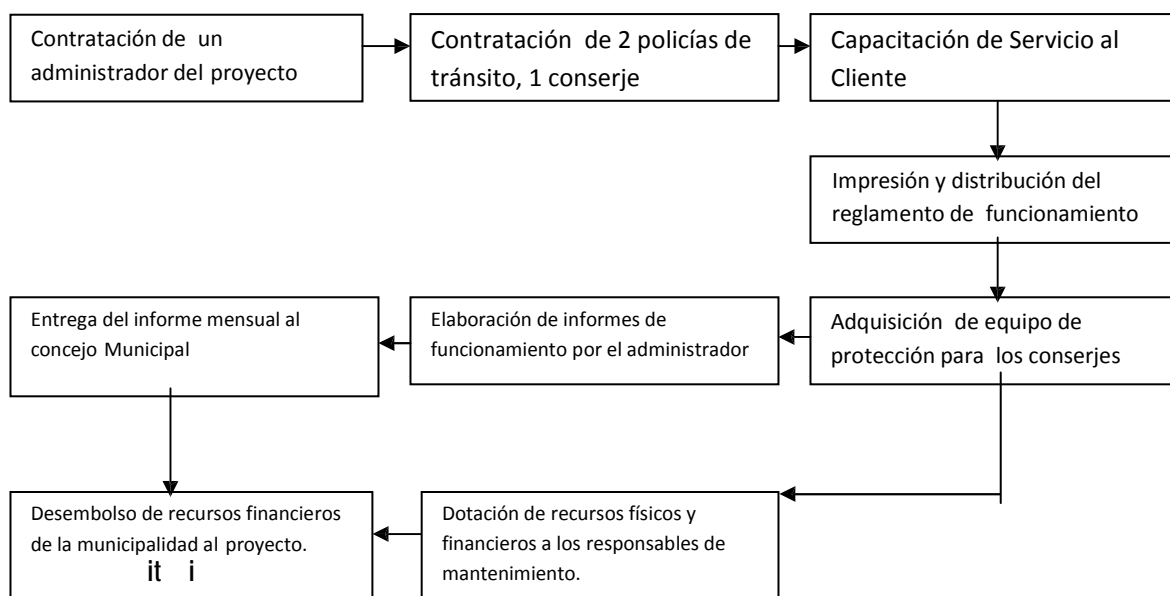 Contratación de un
administrador del proyecto
Contratación de 2 policías de
tránsito, 1 conserje
Capacitación de Servicio al
Cliente
Impresión y distribución del
reglamento de funcionamiento
Adquisición de equipo de
protección para los conserjes
Elaboración de informes de
funcionamiento por el administrador
Entrega del informe mensual al
concejo Municipal
Dotación de recursos físicos y
financieros a los responsables de
mantenimiento.
Desembolso de recursos financieros
de la municipalidad al proyecto.
it i